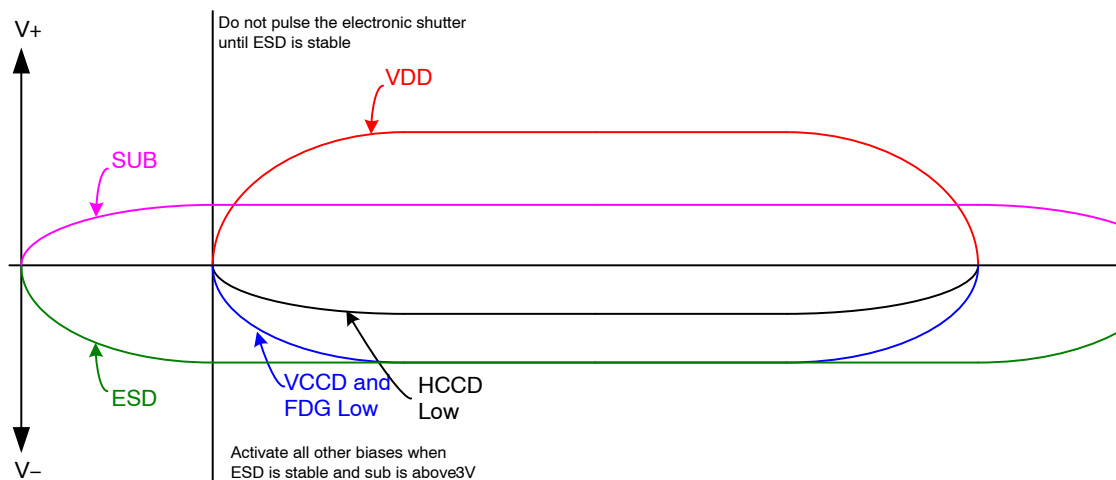 V+
Do not pulse the electronic shutter
until ESD is stable
VDD
SUB
ESD
VCCD and
FDG Low
HCCD
Low
V–
Activate all other biases when
ESD is stable and sub is above3V